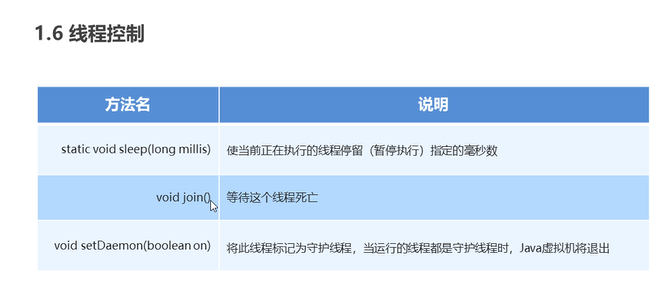 1.6 线程控制
方法名 说明
static void sleep(long millis) 使当前正在执行的线程停留（暂停执行）指定的毫秒数
void join() 等待这个线程死亡
void setDaemon(boolean on) 将此线程标记为守护线程，当运行的线程都是守护线程时，Java虚拟机将退出